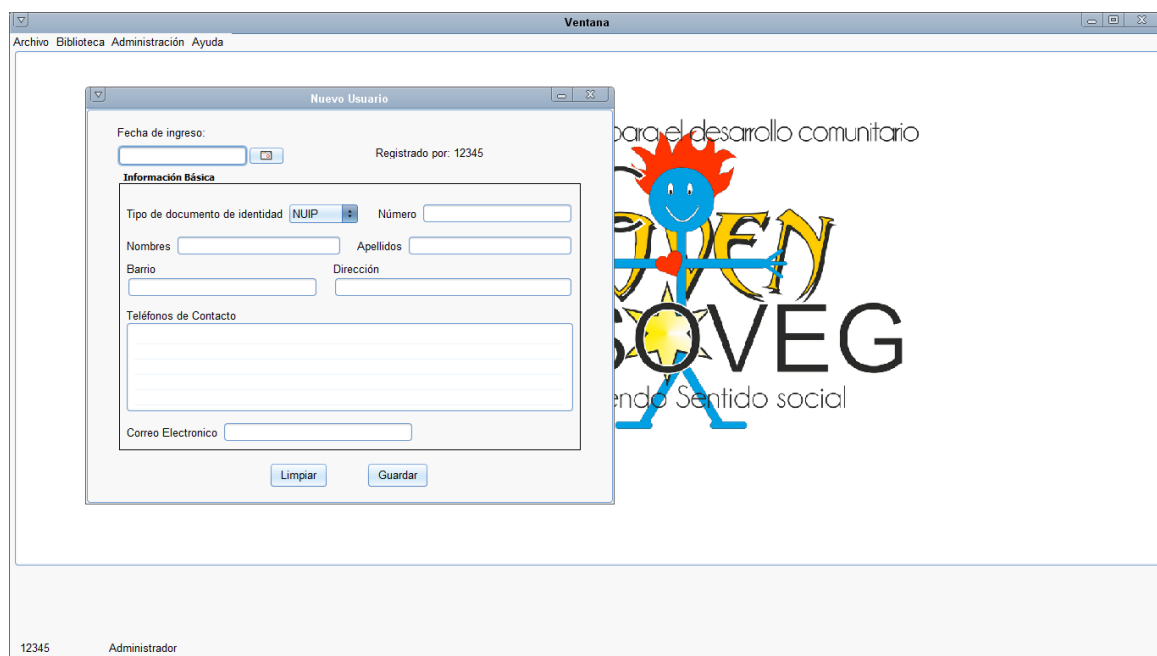 Ventana
Archivo Biblioteca Administración Ayuda
Nuevo Usuario
Fecha de ingreso:
Registrado por: 12345
Información Básica
Tipo de documento de identidad NUIP Número
Nombres Apellidos
Barrio Dirección
Teléfonos de Contacto
Correo Electronico
Limpiar Guardar
para el desarrollo comunitario
SOVEG
endo Sentido social
12345 Administrador